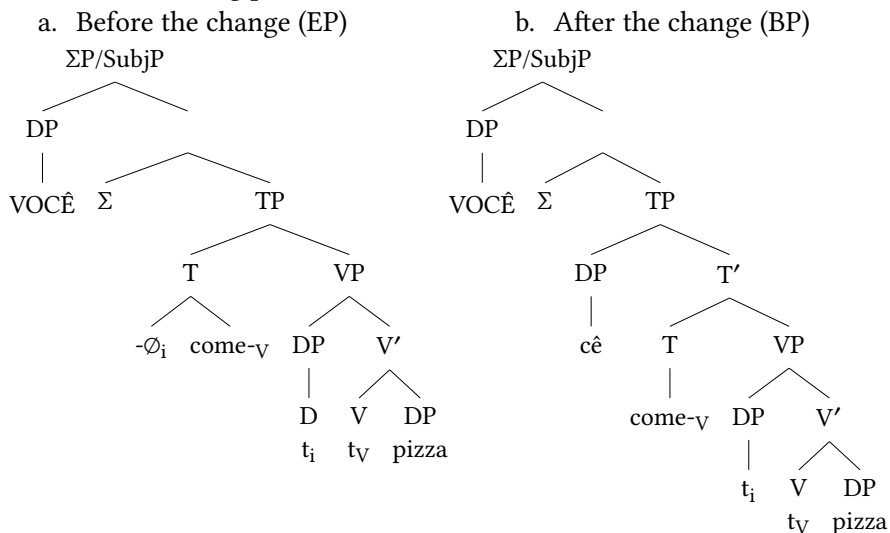 a. Before the change (EP) b. After the change (BP)
ΣP/SubjP ΣP/SubjP
DP DP
VOCÊ Σ TP VOCÊ Σ TP
T VP DP T′
-∅i come-V DP V′ cê T VP
D V DP come-V DP V′
ti tV pizza ti V DP
tV pizza